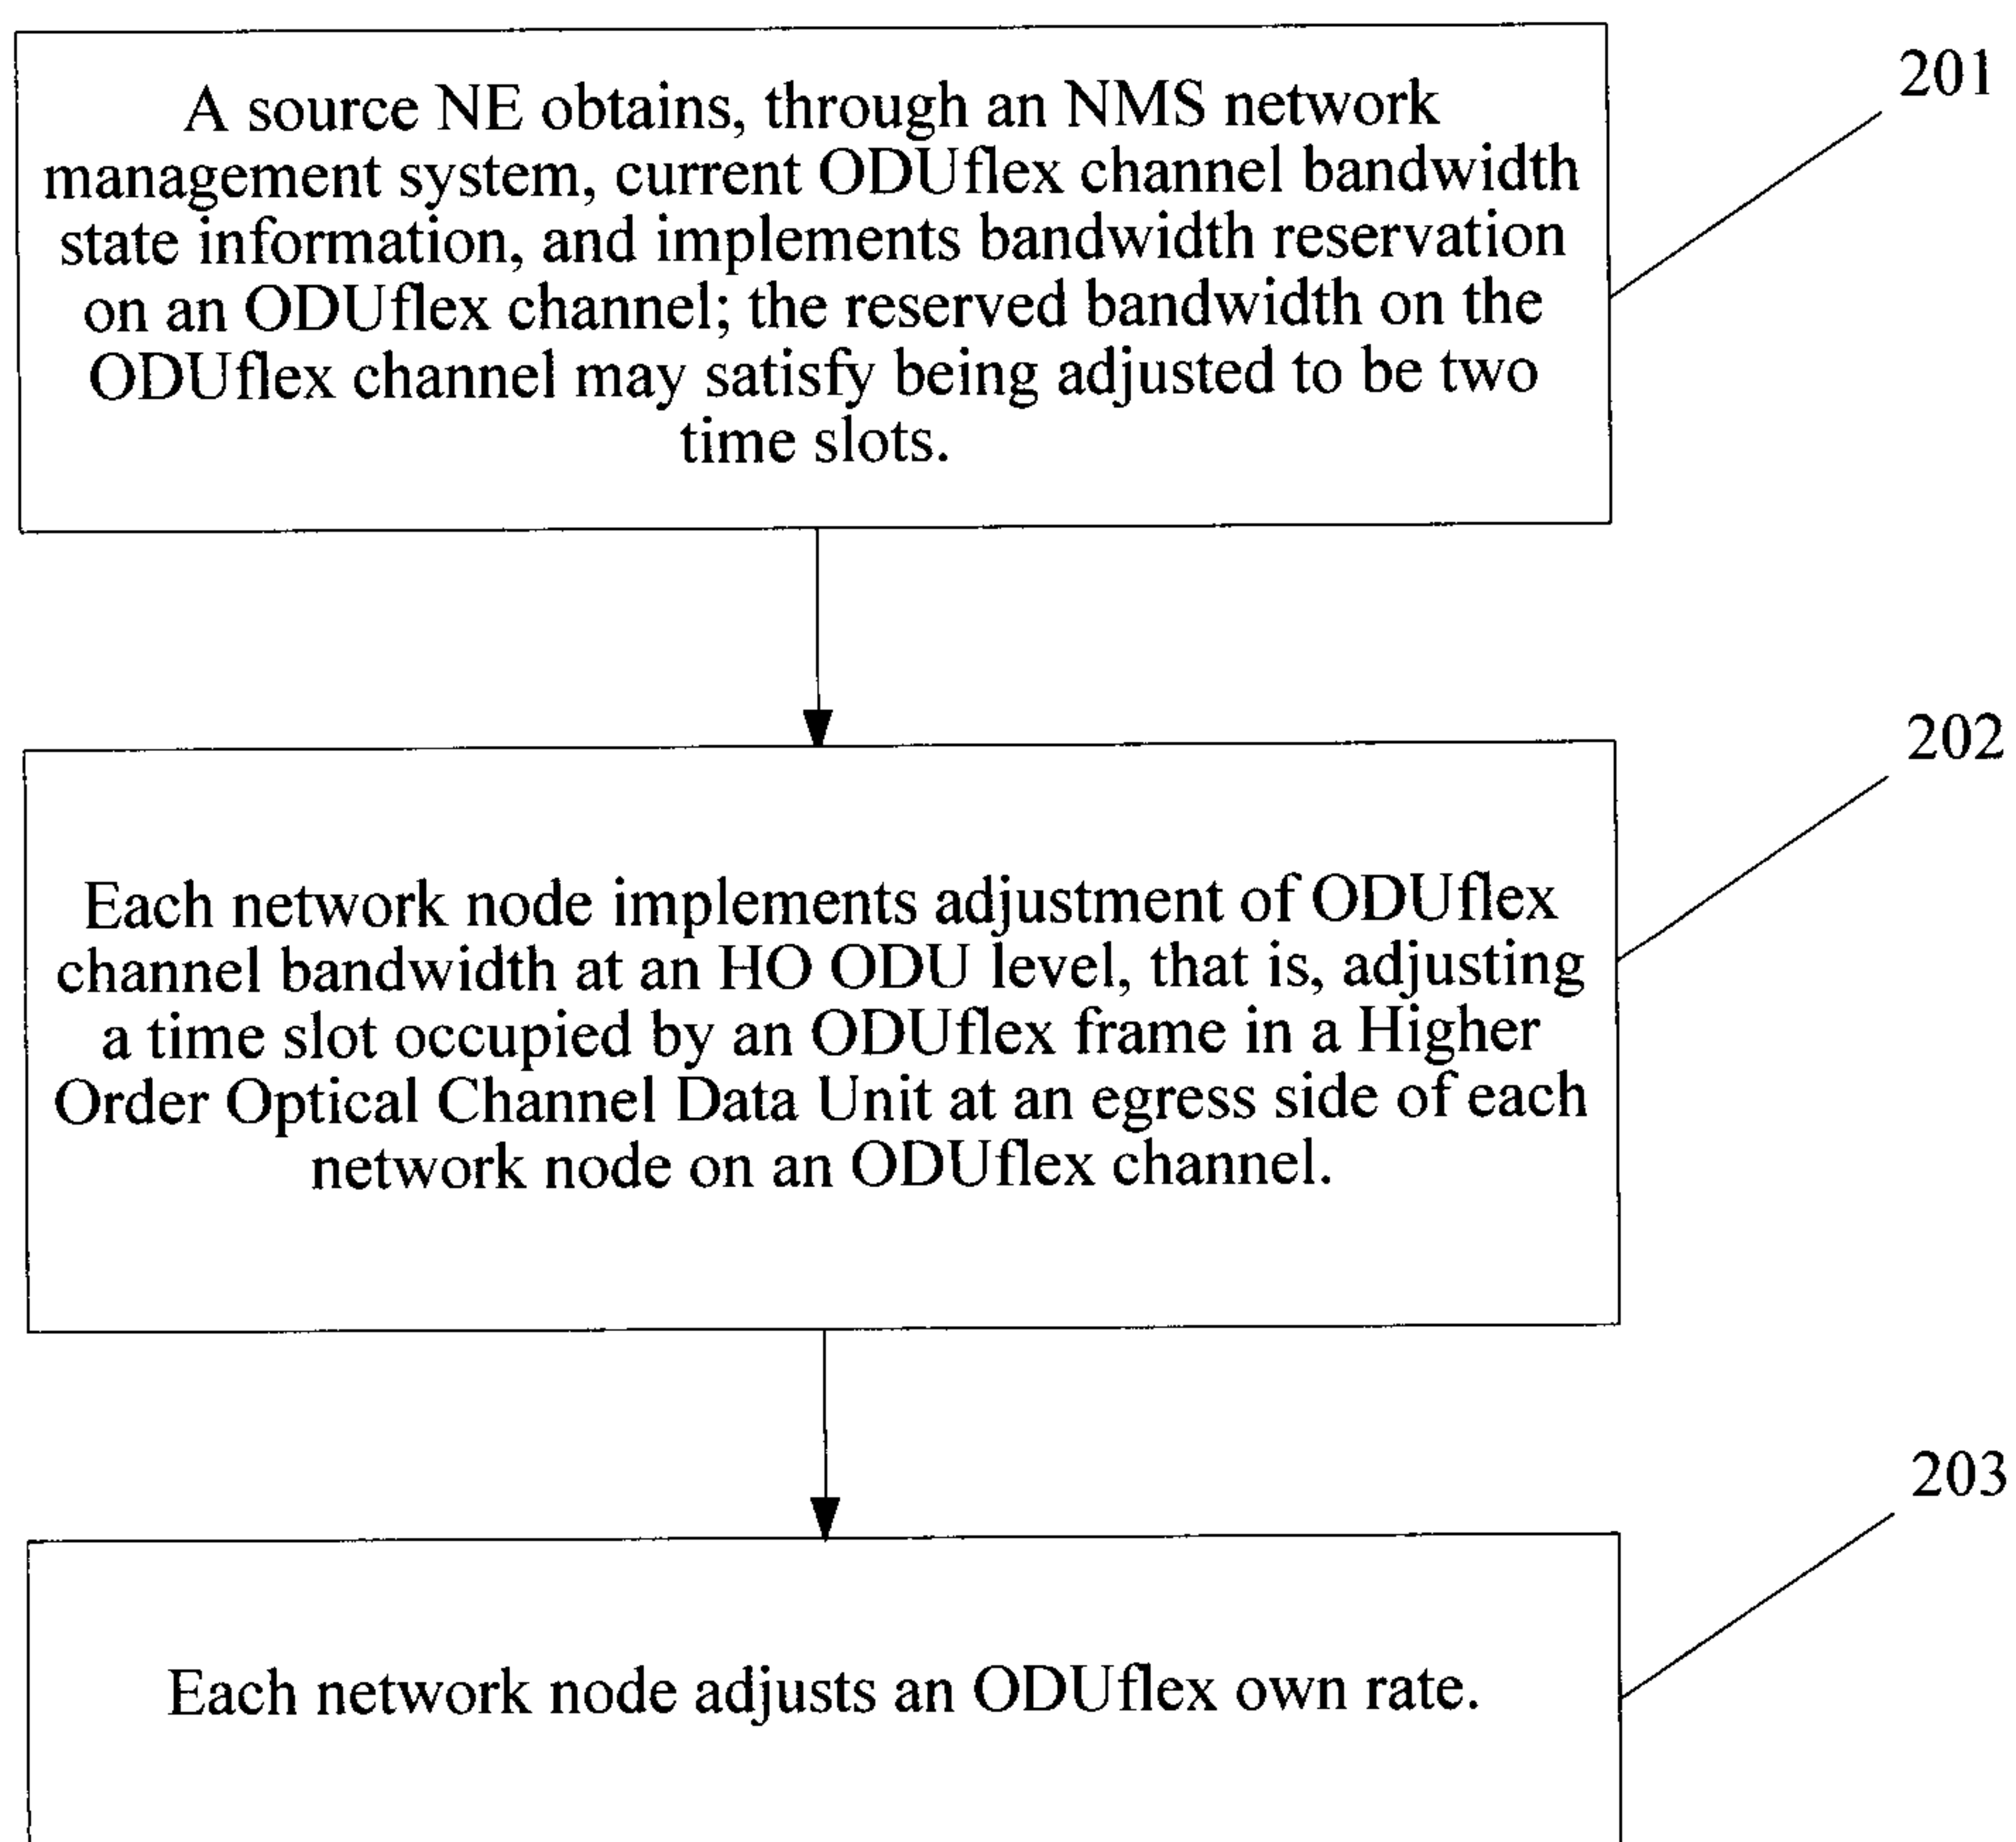 A source NE obtains, through an NMS network
management system, current ODUflex channel bandwidth
state information, and implements bandwidth reservation
on an ODUflex channel; the reserved bandwidth on the
ODUflex channel may satisfy being adjusted to be two
time slots.
201
Each network node implements adjustment of ODUflex
channel bandwidth at an HO ODU level, that is, adjusting
a time slot occupied by an ODUflex frame in a Higher
Order Optical Channel Data Unit at an egress side of each
network node on an ODUflex channel.
202
Each network node adjusts an ODUflex own rate.
203